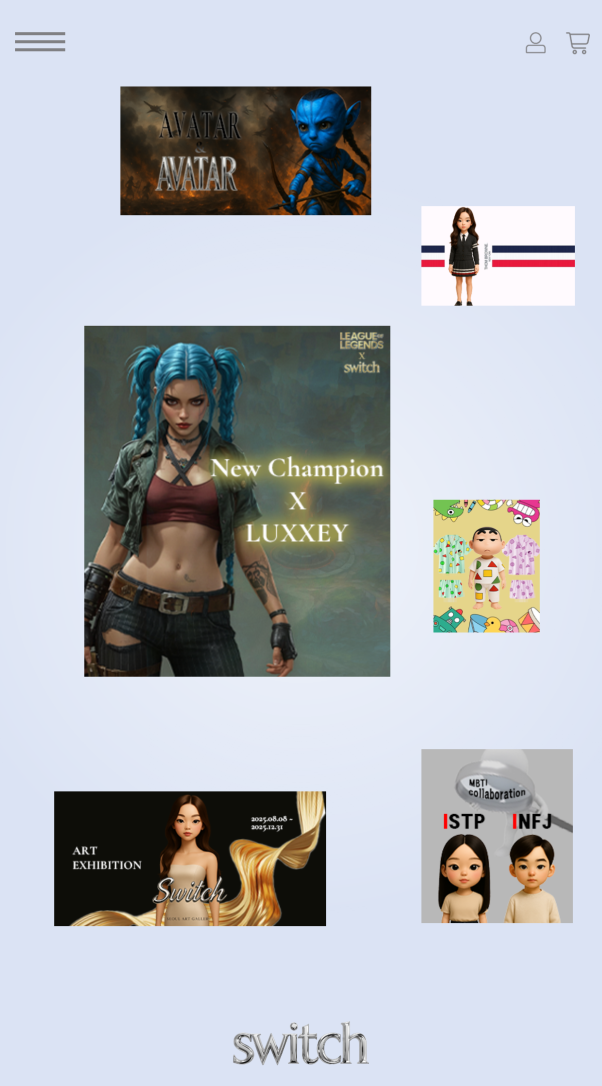 AVATAR
&
AVATAR
LEAGUE OF
LEGENDS
X
switch
New Champion
X
LUXXEY
MBTI
collaboration
ISTP INFJ
ART
EXHIBITION
2025.08.08 ~
2025.12.31
Switch
switch